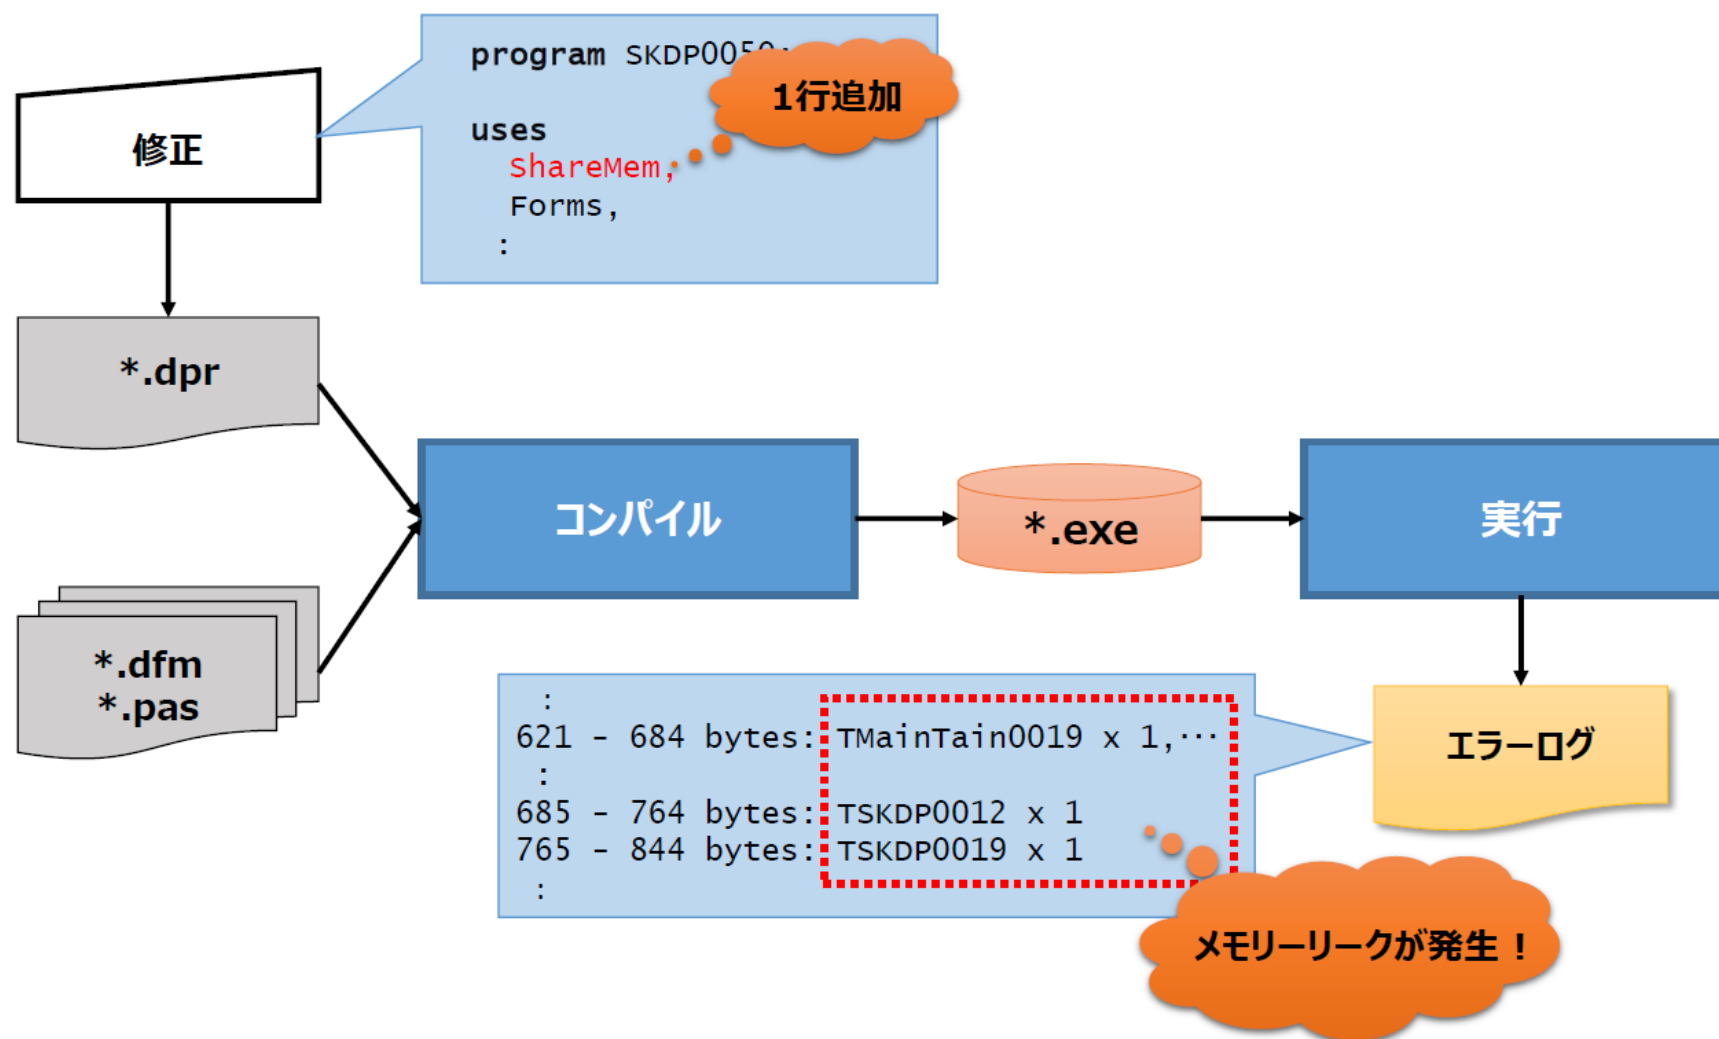 program SKDP0050;
1行追加
uses
ShareMem,
Forms,
:
修正
*.dpr
コンパイル
*.exe
実行
*.dfm
*.pas
:
621 - 684 bytes: TMainTain0019 x 1,…
:
685 - 764 bytes: TSKDP0012 x 1
765 - 844 bytes: TSKDP0019 x 1
:
エラーログ
メモリーリークが発生！